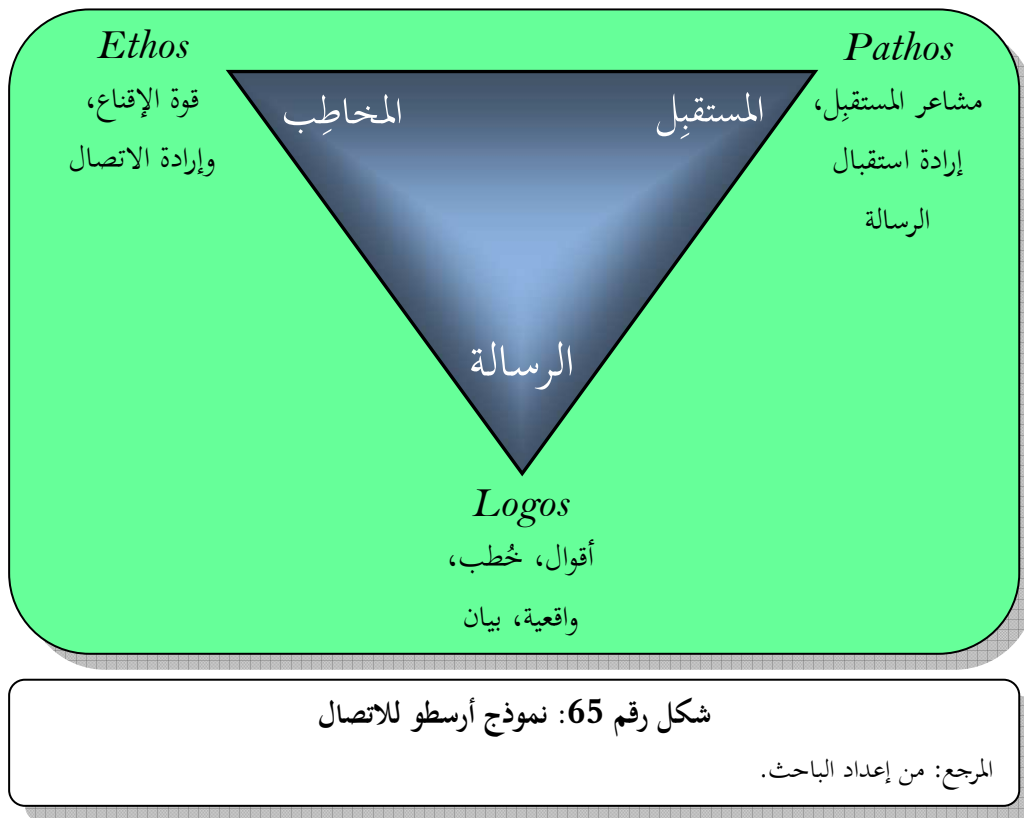 Pathos
مشاعر المستقبِل،
إرادة استقبال
الرسالة
Ethos
قوة الإقناع،
وإرادة الاتصال
المستقبِل
المخاطِب
الرسالة
Logos
أقوال، خُطب،
واقعية، بيان
شكل رقم 65: نموذج أرسطو للاتصال
المرجع: من إعداد الباحث.